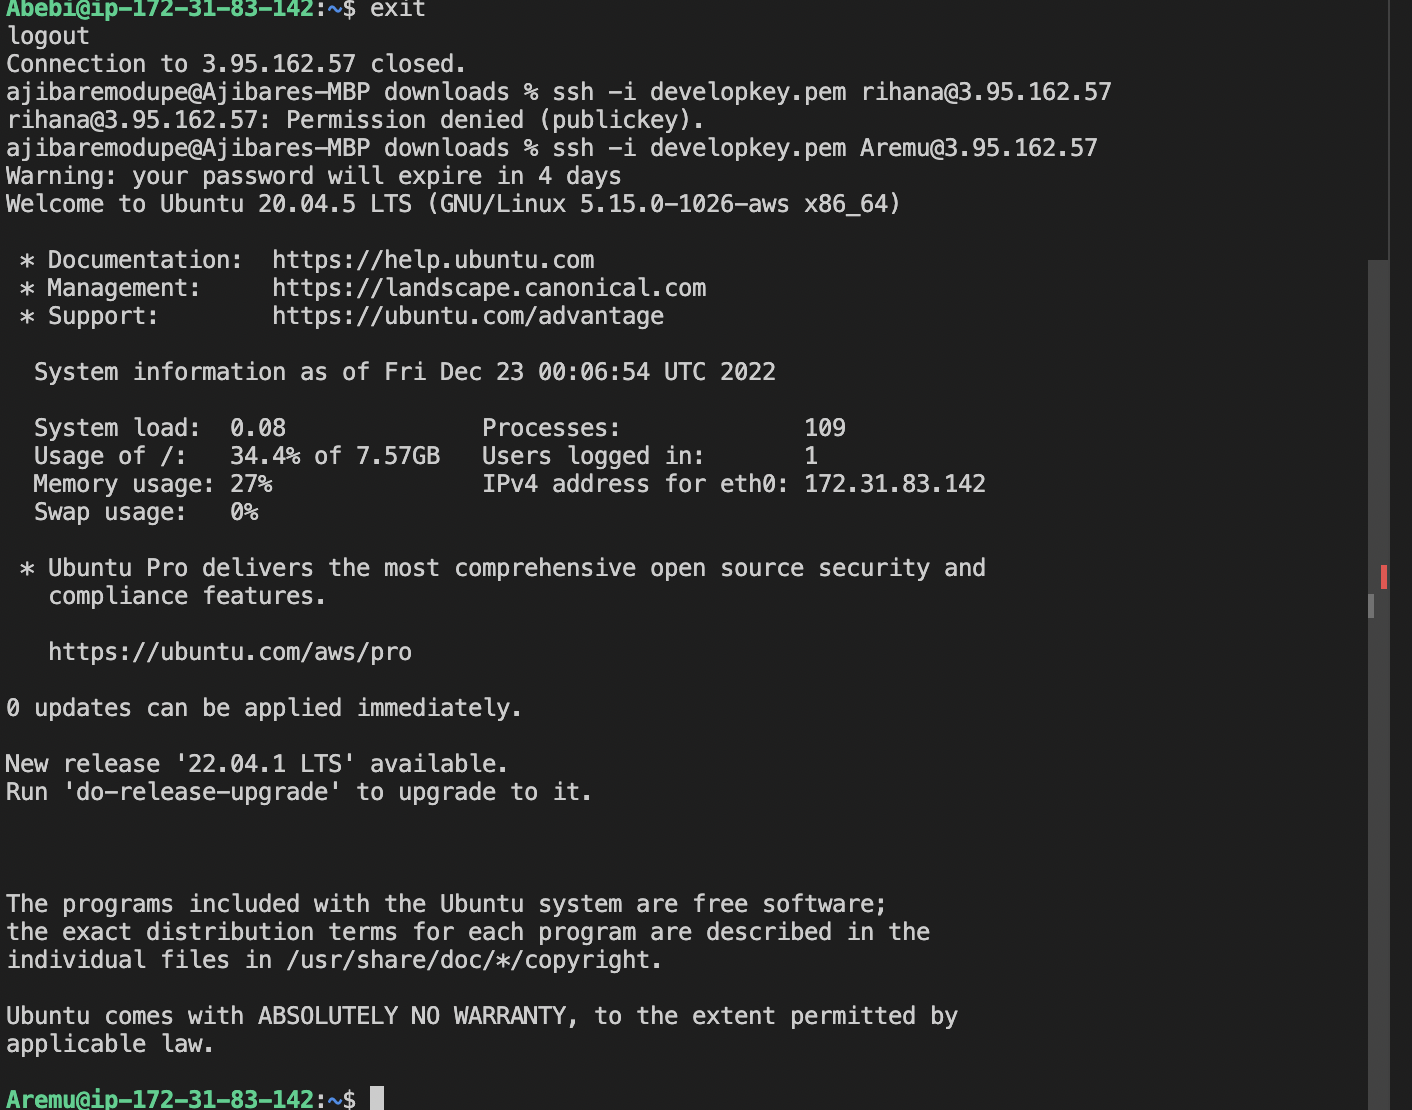 Abebi@ip-172-31-83-142:~$ exit
logout
Connection to 3.95.162.57 closed.
ajibaremodupe@Ajibares-MBP downloads % ssh -i developkey.pem rihana@3.95.162.57
rihana@3.95.162.57: Permission denied (publickey).
ajibaremodupe@Ajibares-MBP downloads % ssh -i developkey.pem Aremu@3.95.162.57
Warning: your password will expire in 4 days
Welcome to Ubuntu 20.04.5 LTS (GNU/Linux 5.15.0-1026-aws x86_64)
* Documentation:  https://help.ubuntu.com
* Management:     https://landscape.canonical.com
* Support:        https://ubuntu.com/advantage
System information as of Fri Dec 23 00:06:54 UTC 2022
System load:  0.08              Processes:             109
Usage of /:   34.4% of 7.57GB   Users logged in:       1
Memory usage: 27%               IPv4 address for eth0: 172.31.83.142
Swap usage:   0%
* Ubuntu Pro delivers the most comprehensive open source security and
compliance features.
https://ubuntu.com/aws/pro
0 updates can be applied immediately.
New release '22.04.1 LTS' available.
Run 'do-release-upgrade' to upgrade to it.
The programs included with the Ubuntu system are free software;
the exact distribution terms for each program are described in the
individual files in /usr/share/doc/*/copyright.
Ubuntu comes with ABSOLUTELY NO WARRANTY, to the extent permitted by
applicable law.
Aremu@ip-172-31-83-142:~$